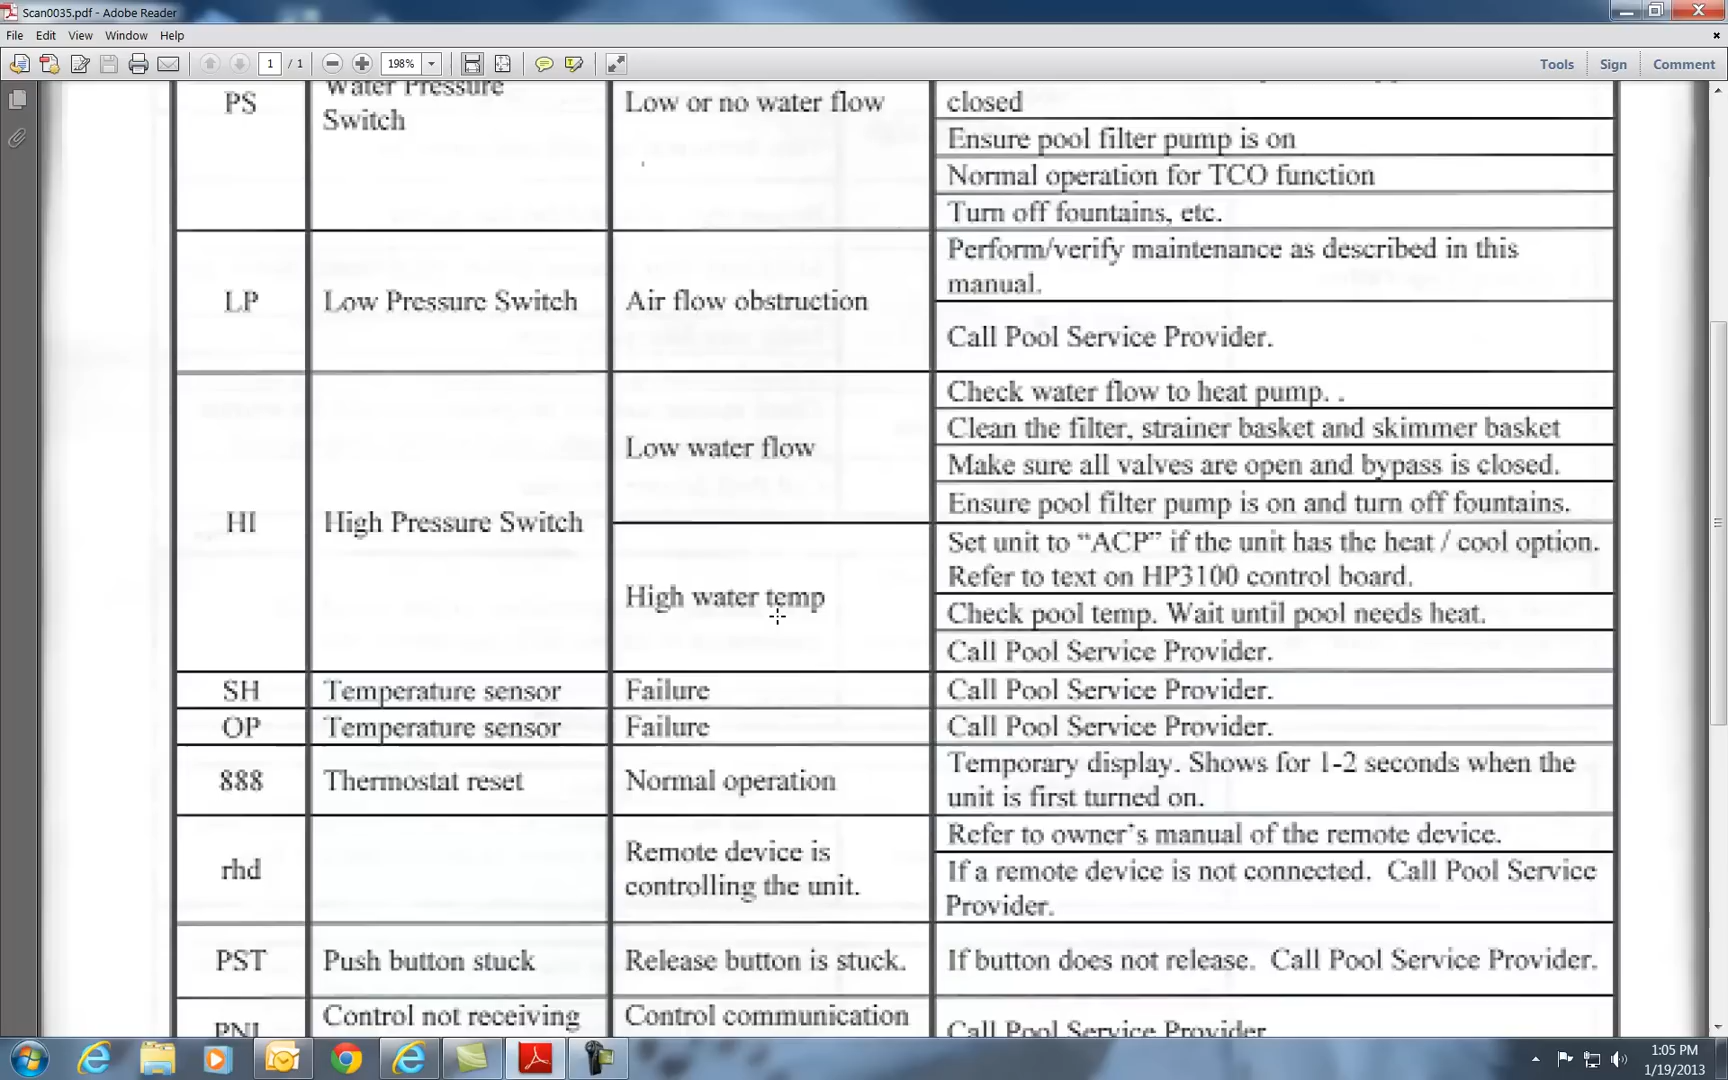 Scan0035.pdf - Adobe Reader
File Edit View Window Help
1 / 1 198% Tools Sign Comment
PS
Water Pressure
Switch
Low or no water flow
closed
Ensure pool filter pump is on
Normal operation for TCO function
Turn off fountains, etc.
LP
Low Pressure Switch
Air flow obstruction
Perform/verify maintenance as described in this
manual.
Call Pool Service Provider.
HI
High Pressure Switch
Low water flow
Check water flow to heat pump. .
Clean the filter, strainer basket and skimmer basket
Make sure all valves are open and bypass is closed.
Ensure pool filter pump is on and turn off fountains.
High water temp
Set unit to “ACP” if the unit has the heat / cool option.
Refer to text on HP3100 control board.
Check pool temp. Wait until pool needs heat.
Call Pool Service Provider.
SH
Temperature sensor
Failure
Call Pool Service Provider.
OP
Temperature sensor
Failure
Call Pool Service Provider.
888
Thermostat reset
Normal operation
Temporary display. Shows for 1-2 seconds when the
unit is first turned on.
rhd
Remote device is
controlling the unit.
Refer to owner’s manual of the remote device.
If a remote device is not connected. Call Pool Service
Provider.
PST
Push button stuck
Release button is stuck.
If button does not release. Call Pool Service Provider.
Control not receiving
Control communication
Call Pool Service Provider
1:05 PM
1/19/2013